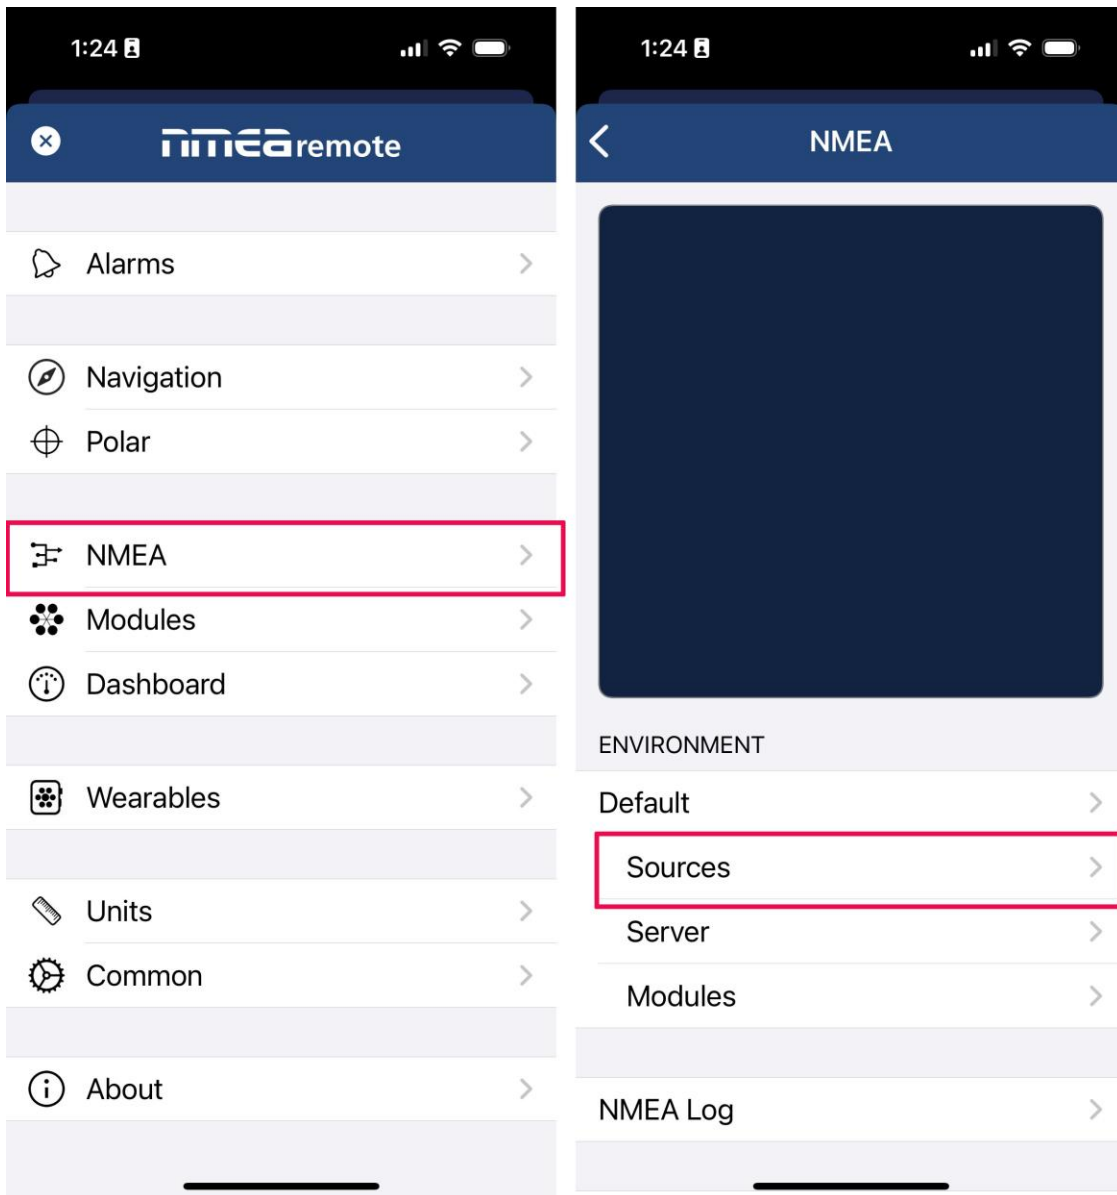 1:24
nmea remote
Alarms
Navigation
Polar
NMEA
Modules
Dashboard
Wearables
Units
Common
About
1:24
NMEA
ENVIRONMENT
Default
Sources
Server
Modules
NMEA Log